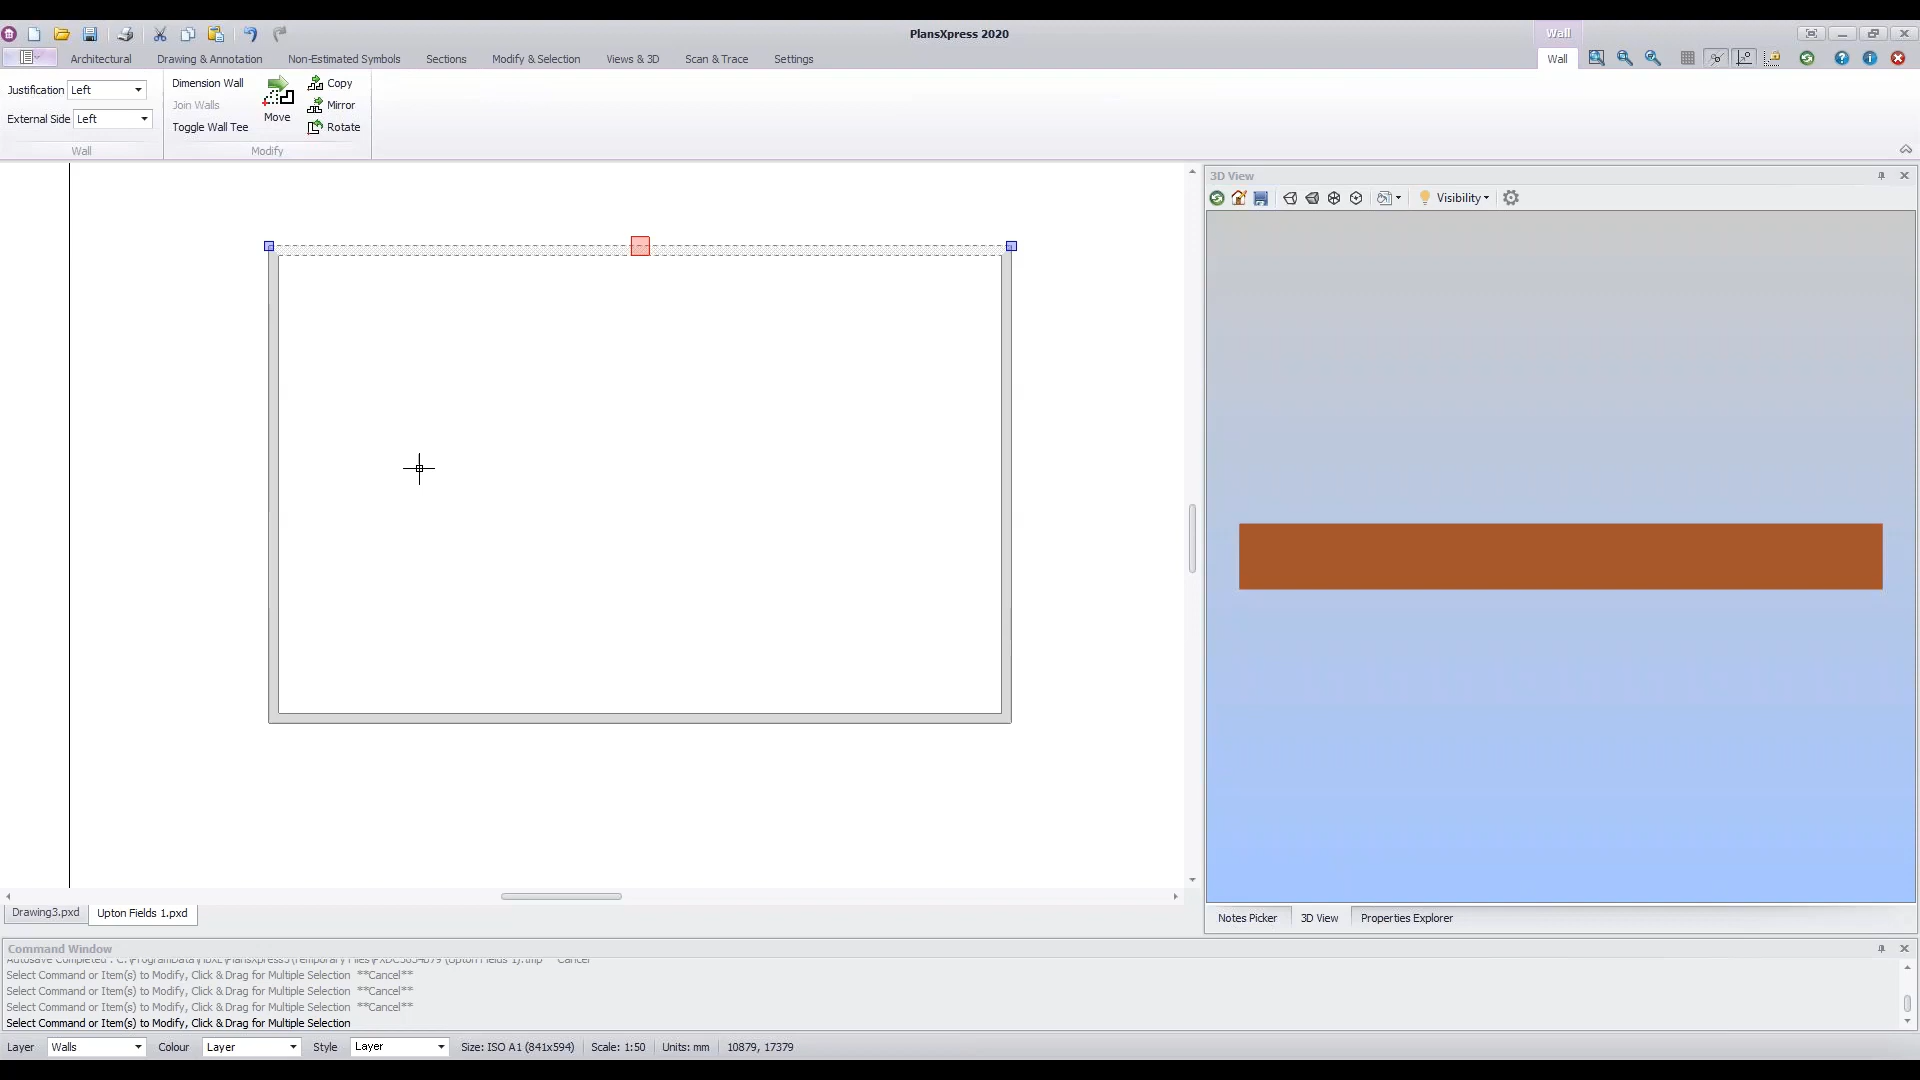 PlansXpress 2020
Wall
Architectural
Drawing & Annotation
Non-Estimated Symbols
Sections
Modify & Selection
Views & 3D
Scan & Trace
Settings
Wall
Justification Left
External Side Left
Wall
Dimension Wall
Join Walls
Toggle Wall Tee
Move
Copy
Mirror
Rotate
Modify
3D View
Visibility
Drawing3.pxd
Upton Fields 1.pxd
Notes Picker
3D View
Properties Explorer
Command Window
Select Command or Item(s) to Modify, Click & Drag for Multiple Selection **Cancel**
Select Command or Item(s) to Modify, Click & Drag for Multiple Selection **Cancel**
Select Command or Item(s) to Modify, Click & Drag for Multiple Selection **Cancel**
Select Command or Item(s) to Modify, Click & Drag for Multiple Selection
Layer Walls Colour Layer Style Layer Size: ISO A1 (841x594) Scale: 1:50 Units: mm 10879, 17379